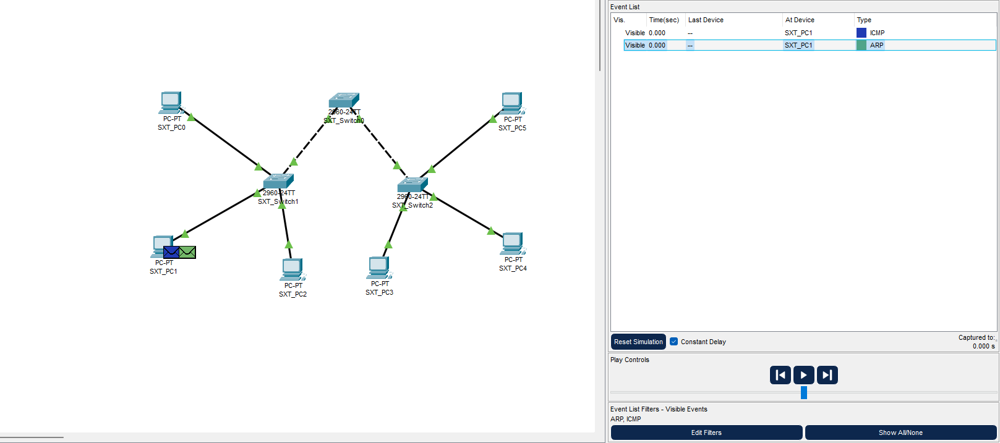 PC-PT
SXT_PC0
2960-24TT
SXT_Switch0
PC-PT
SXT_PC5
2960-24TT
SXT_Switch1
2960-24TT
SXT_Switch2
PC-PT
SXT_PC1
PC-PT
SXT_PC2
PC-PT
SXT_PC3
PC-PT
SXT_PC4
Event List
Vis. Time(sec) Last Device At Device Type
Visible 0.000 -- SXT_PC1 ICMP
Visible 0.000 -- SXT_PC1 ARP
Reset Simulation Constant Delay Captured to:
0.000 s
Play Controls
Event List Filters - Visible Events
ARP, ICMP
Edit Filters Show All/None